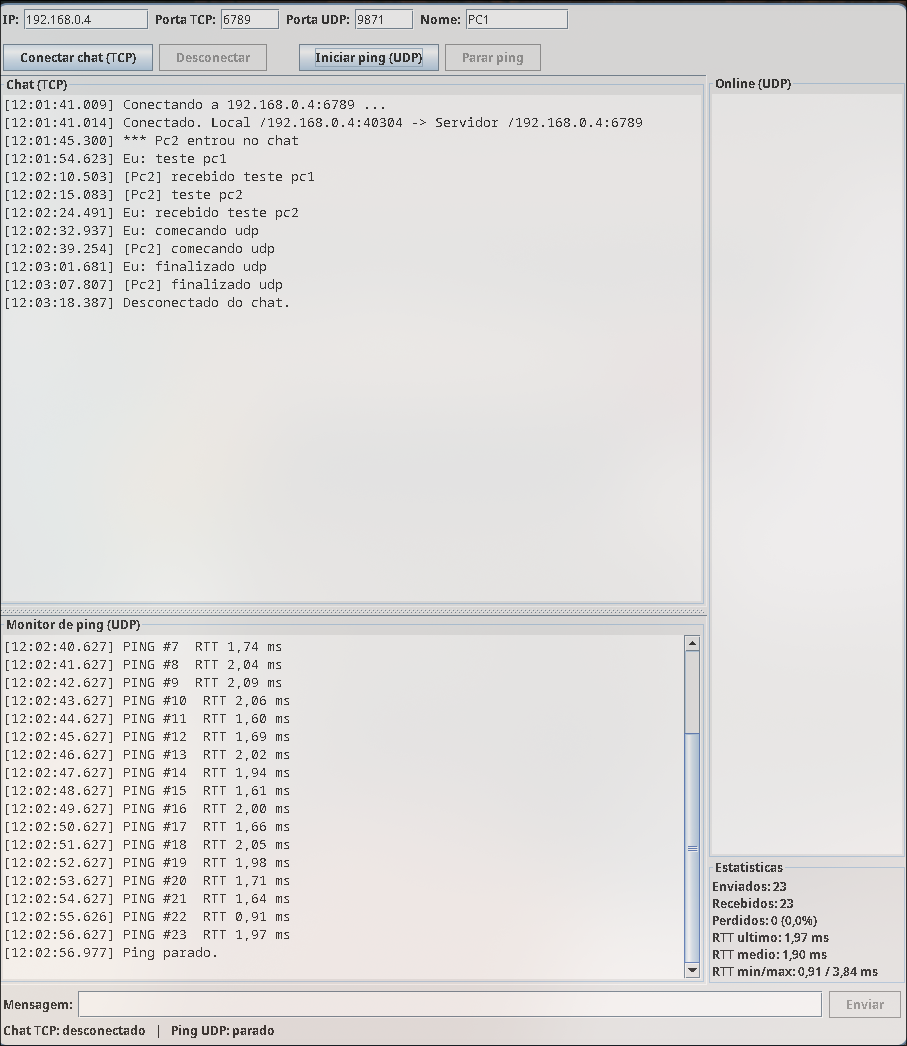 IP: 192.168.0.4 Porta TCP: 6789 Porta UDP: 9871 Nome: PC1
Conectar chat (TCP) Desconectar Iniciar ping (UDP) Parar ping
Chat (TCP)
[12:01:41.009] Conectando a 192.168.0.4:6789 ...
[12:01:41.014] Conectado. Local /192.168.0.4:40304 -> Servidor /192.168.0.4:6789
[12:01:45.300] *** Pc2 entrou no chat
[12:01:54.623] Eu: teste pc1
[12:02:10.503] [Pc2] recebido teste pc1
[12:02:15.083] [Pc2] teste pc2
[12:02:24.491] Eu: recebido teste pc2
[12:02:32.937] Eu: comecando udp
[12:02:39.254] [Pc2] comecando udp
[12:03:01.681] Eu: finalizado udp
[12:03:07.807] [Pc2] finalizado udp
[12:03:18.387] Desconectado do chat.
Online (UDP)
Monitor de ping (UDP)
[12:02:40.627] PING #7  RTT 1,74 ms
[12:02:41.627] PING #8  RTT 2,04 ms
[12:02:42.627] PING #9  RTT 2,09 ms
[12:02:43.627] PING #10  RTT 2,06 ms
[12:02:44.627] PING #11  RTT 1,60 ms
[12:02:45.627] PING #12  RTT 1,69 ms
[12:02:46.627] PING #13  RTT 2,02 ms
[12:02:47.627] PING #14  RTT 1,94 ms
[12:02:48.627] PING #15  RTT 1,61 ms
[12:02:49.627] PING #16  RTT 2,00 ms
[12:02:50.627] PING #17  RTT 1,66 ms
[12:02:51.627] PING #18  RTT 2,05 ms
[12:02:52.627] PING #19  RTT 1,98 ms
[12:02:53.627] PING #20  RTT 1,71 ms
[12:02:54.627] PING #21  RTT 1,64 ms
[12:02:55.626] PING #22  RTT 0,91 ms
[12:02:56.627] PING #23  RTT 1,97 ms
[12:02:56.977] Ping parado.
Estatisticas
Enviados: 23
Recebidos: 23
Perdidos: 0 (0,0%)
RTT ultimo: 1,97 ms
RTT medio: 1,90 ms
RTT min/max: 0,91 / 3,84 ms
Mensagem: Enviar
Chat TCP: desconectado | Ping UDP: parado